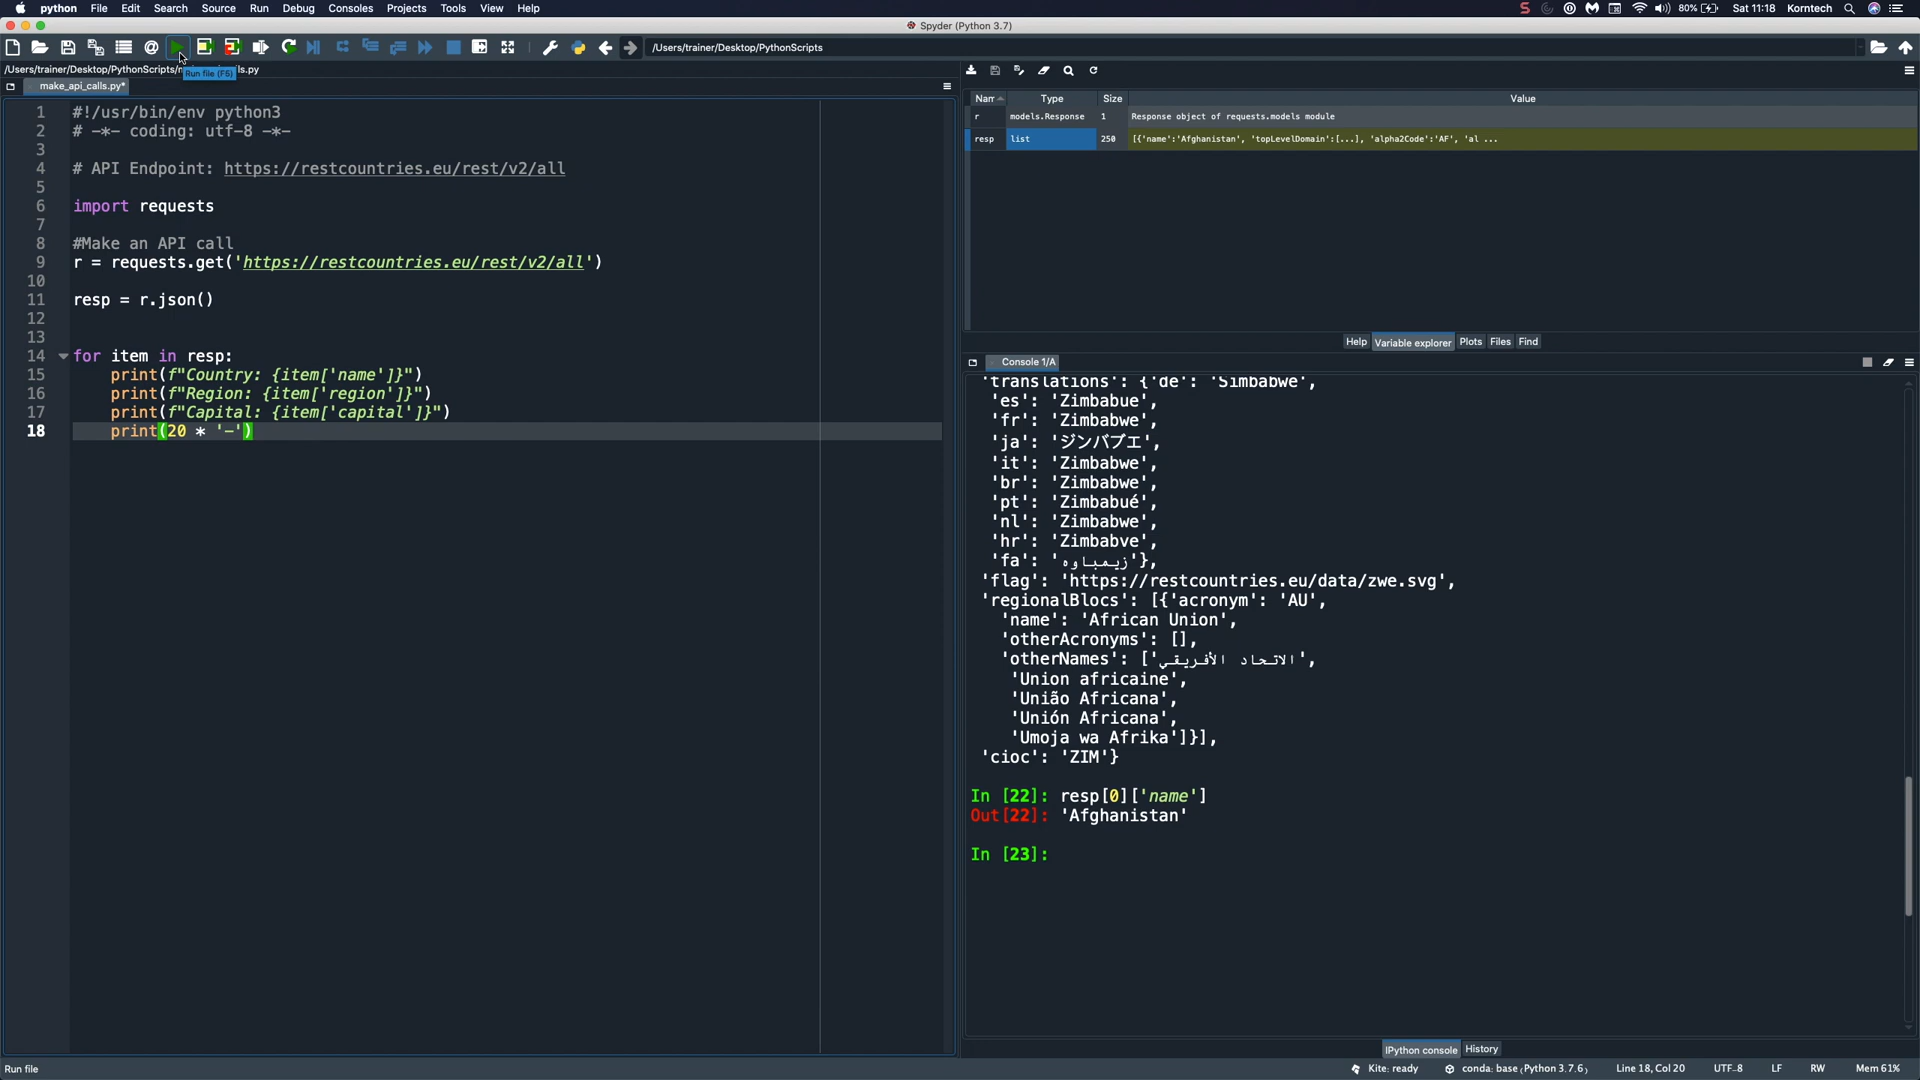 python File Edit Search Source Run Debug Consoles Projects Tools View Help 80% Sat 11:18 Korntech
Spyder (Python 3.7)
/Users/trainer/Desktop/PythonScripts
/Users/trainer/Desktop/PythonScripts/
Run file (F5)
make_api_calls.py*
1 #!/usr/bin/env python3
2 # -*- coding: utf-8 -*-
3
4 # API Endpoint: https://restcountries.eu/rest/v2/all
5
6 import requests
7
8 #Make an API call
9 r = requests.get('https://restcountries.eu/rest/v2/all')
10
11 resp = r.json()
12
13
14 for item in resp:
15 print(f"Country: {item['name']}")
16 print(f"Region: {item['region']}")
17 print(f"Capital: {item['capital']}")
18 print(20 * '-')
Type Size Value
r models.Response 1 Response object of requests.models module
resp list 250 [{'name':'Afghanistan', 'topLevelDomain':[...], 'alpha2Code':'AF', 'al ...
Help Variable explorer Plots Files Find
Console 1/A
'translations': {'de': 'Simbabwe',
'es': 'Zimbabue',
'fr': 'Zimbabwe',
'ja': 'ジンバブエ',
'it': 'Zimbabwe',
'br': 'Zimbabwe',
'pt': 'Zimbabué',
'nl': 'Zimbabwe',
'hr': 'Zimbabve',
'fa': 'زیمباوه'},
'flag': 'https://restcountries.eu/data/zwe.svg',
'regionalBlocs': [{'acronym': 'AU',
'name': 'African Union',
'otherAcronyms': [],
'otherNames': ['الاتحاد الأفريقي',
'Union africaine',
'União Africana',
'Unión Africana',
'Umoja wa Afrika']}],
'cioc': 'ZIM'}
In [22]: resp[0]['name']
Out[22]: 'Afghanistan'
In [23]:
IPython console History
Run file Kite: ready conda: base (Python 3.7.6) Line 18, Col 20 UTF-8 LF RW Mem 61%